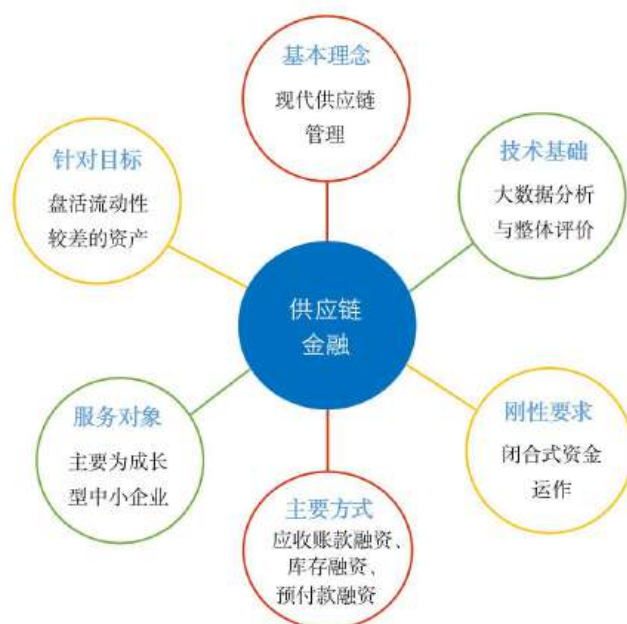 基本理念
现代供应链
管理
针对目标
盘活流动性
较差的资产
技术基础
大数据分析
与整体评价
供应链
金融
服务对象
主要为成长
型中小企业
刚性要求
闭合式资金
运作
主要方式
应收账款融资、
库存融资、
预付款融资